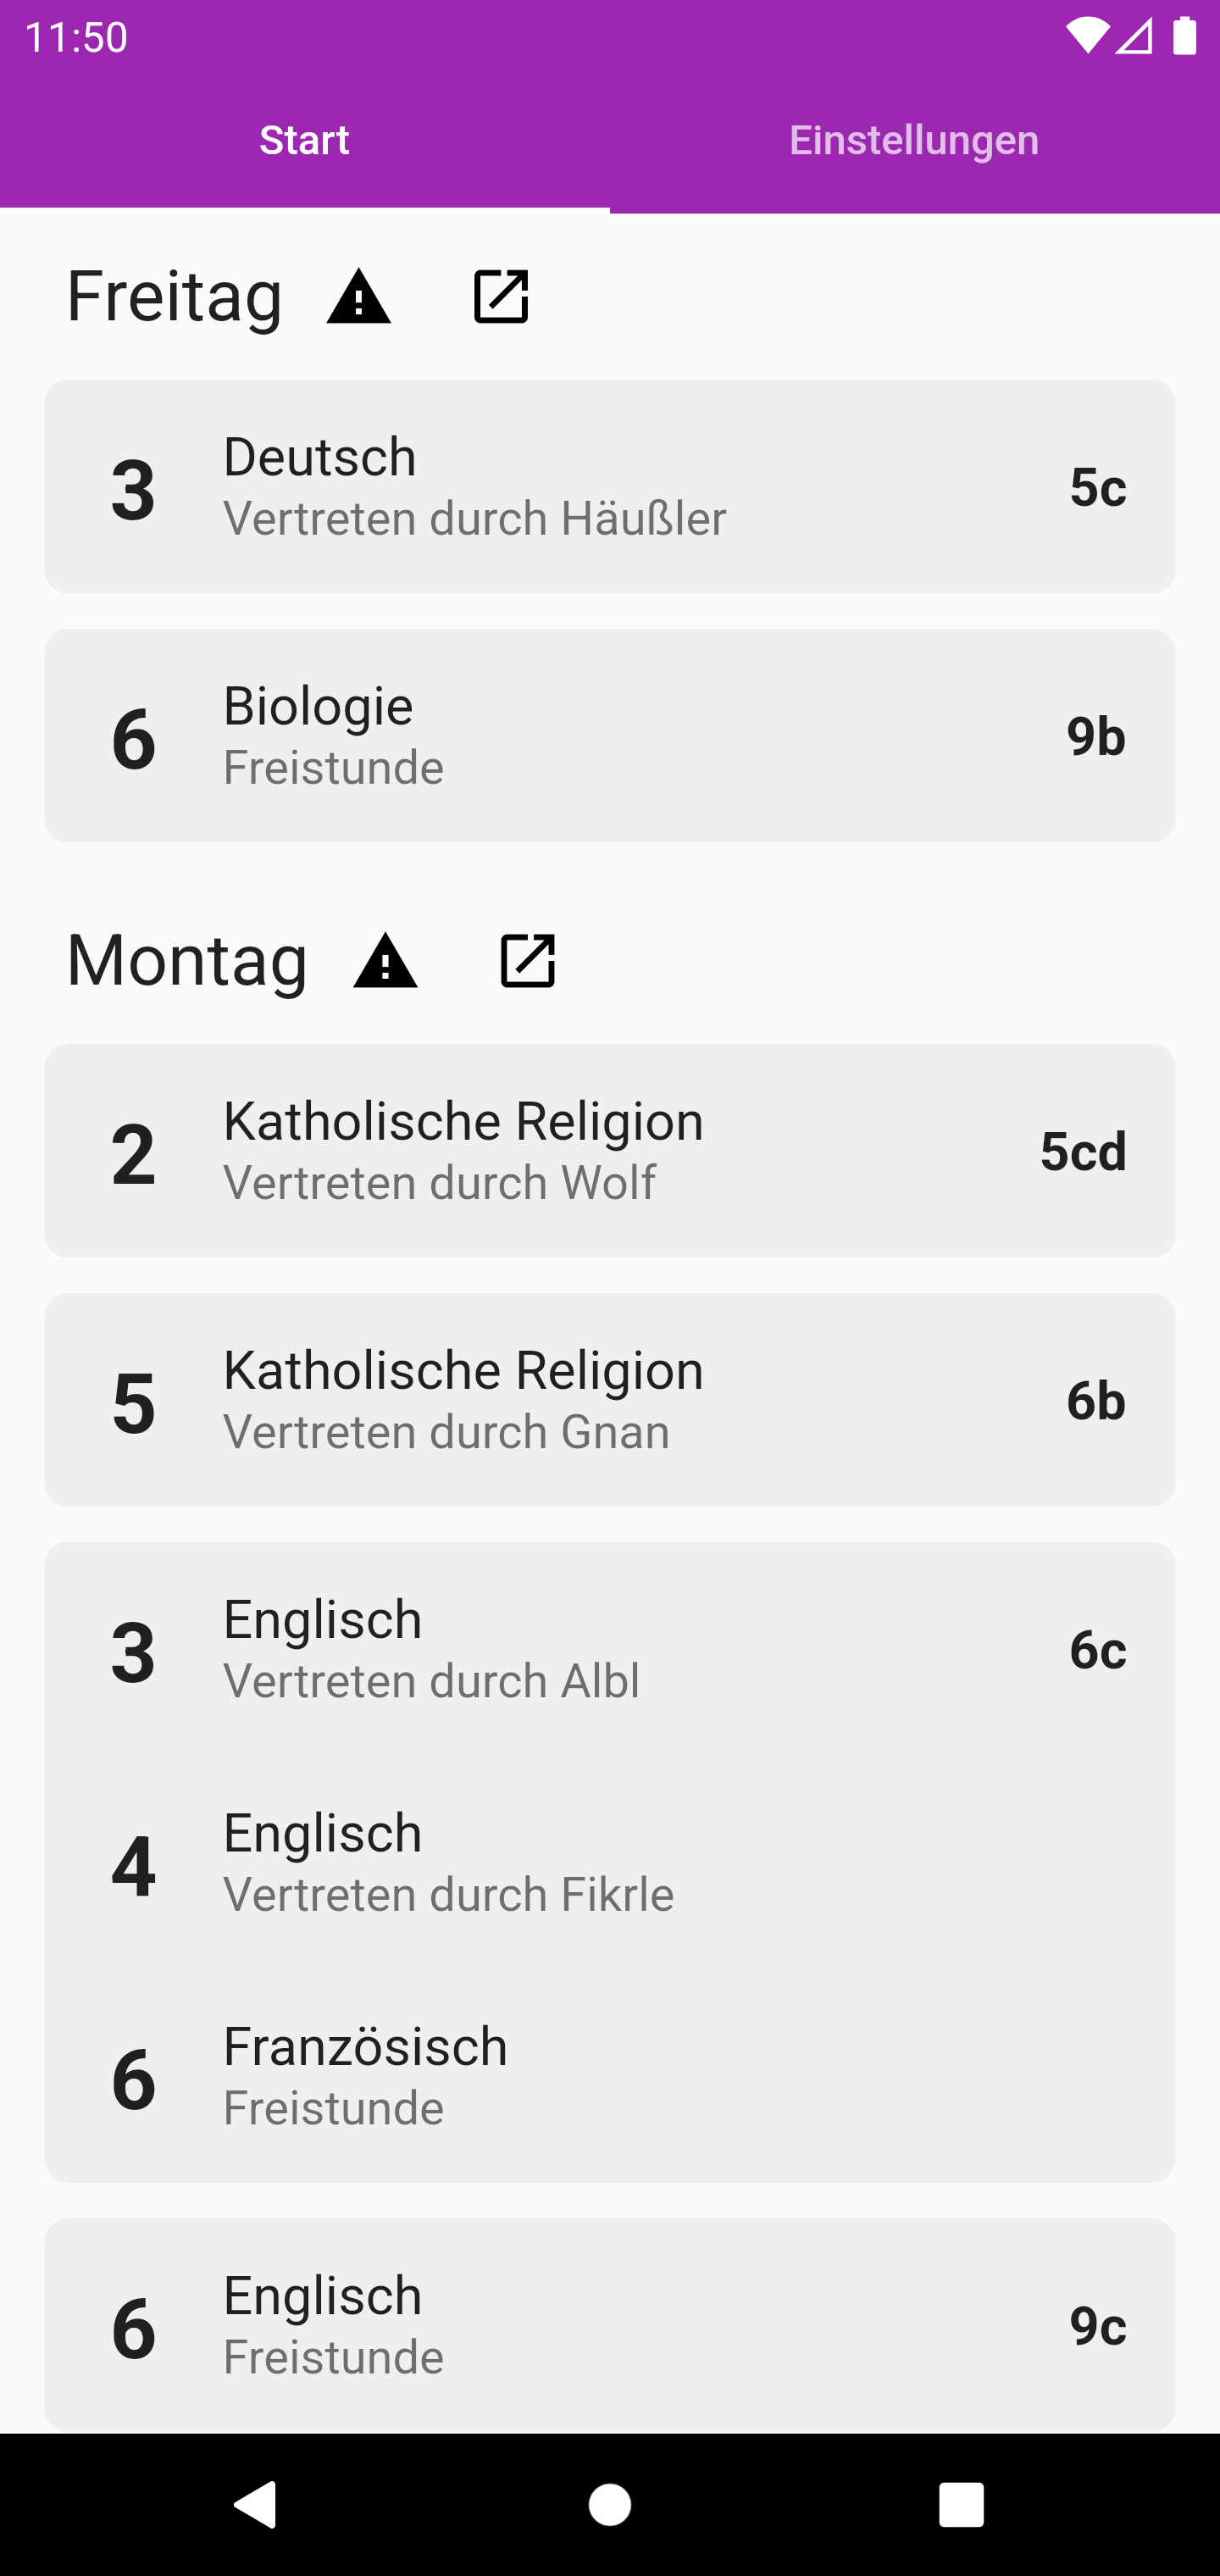 11:50
Start Einstellungen
Freitag
3 Deutsch 5c
Vertreten durch Häußler
6 Biologie 9b
Freistunde
Montag
2 Katholische Religion 5cd
Vertreten durch Wolf
5 Katholische Religion 6b
Vertreten durch Gnan
3 Englisch 6c
Vertreten durch Albl
4 Englisch
Vertreten durch Fikrle
6 Französisch
Freistunde
6 Englisch 9c
Freistunde